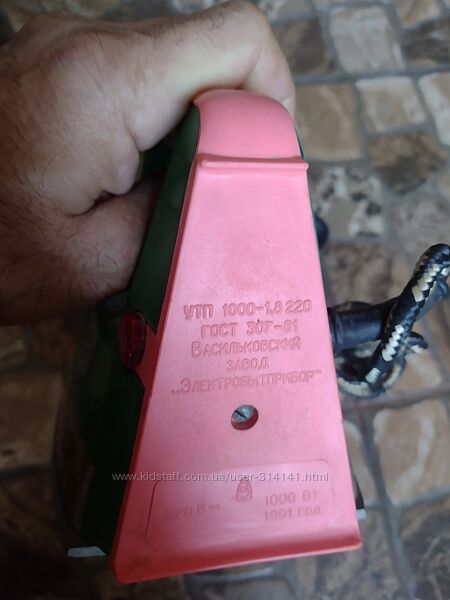 УТП 1000-1,8 220
ГОСТ 307-81
ВАСИЛЬКОВСКИЙ
ЗАВОД
„ЭЛЕКТРОБЫТПРИБОР"
www.kidstaff.com.ua/user-314141.html
220 В~ 1000 ВТ
1991 ГОД